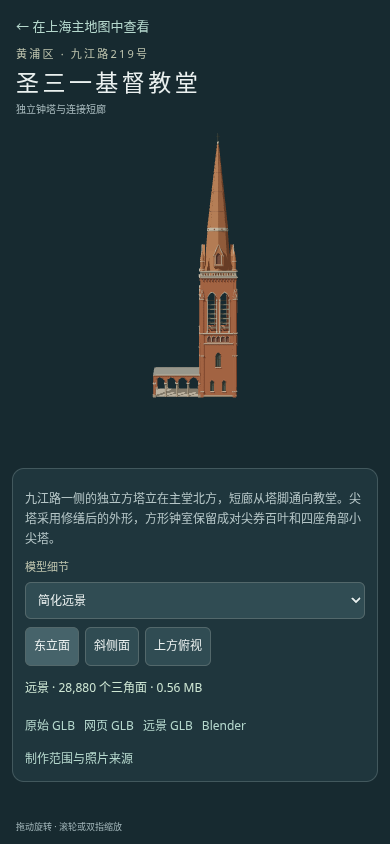 ← 在上海主地图中查看
黄浦区 · 九江路219号
圣三一基督教堂
独立钟塔与连接短廊
九江路一侧的独立方塔立在主堂北方，短廊从塔脚通向教堂。尖
塔采用修缮后的外形，方形钟室保留成对尖券百叶和四座角部小
尖塔。
模型细节
简化远景
东立面 斜侧面 上方俯视
远景 · 28,880 个三角面 · 0.56 MB
原始 GLB 网页 GLB 远景 GLB Blender
制作范围与照片来源
拖动旋转 · 滚轮或双指缩放